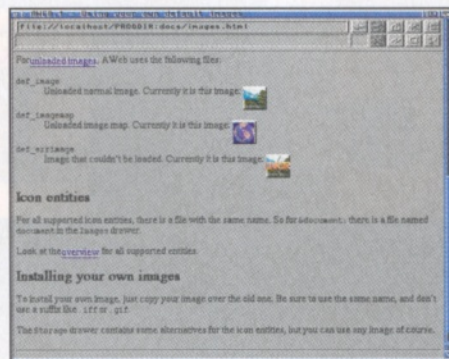 AWeb - Using your own default images
file://localhost/PROGDIR:docs/images.html
For unloaded images, AWeb uses the following files:
def_image
Unloaded normal image. Currently it is this image:
def_imagemap
Unloaded image map. Currently it is this image:
def_errimage
Image that couldn't be loaded. Currently it is this image:
Icon entities
For all supported icon entities, there is a file with the same name. So for &document; there is a file named
document in the Images drawer.
Look at the overview for all supported entities.
Installing your own images
To install your own image, just copy your image over the old one. Be sure to use the same name, and don't
use a suffix like .iff or .gif.
The Storage drawer contains some alternatives for the icon entities, but you can use any image of course.